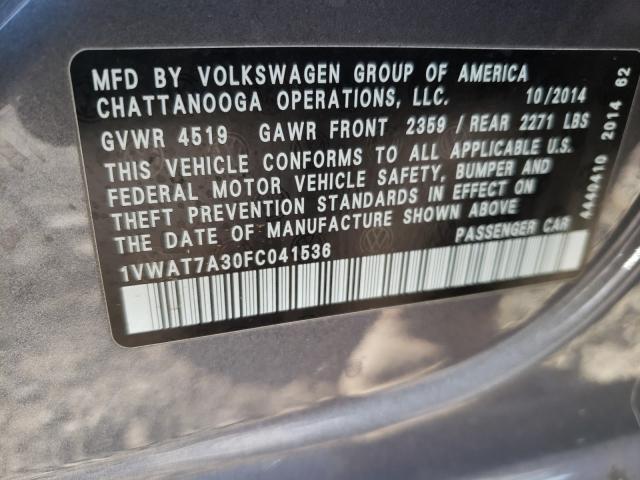 MFD BY VOLKSWAGEN GROUP OF AMERICA
CHATTANOOGA OPERATIONS, LLC. 10/2014
GVWR 4519 GAWR FRONT 2359 / REAR 2271 LBS
THIS VEHICLE CONFORMS TO ALL APPLICABLE U.S.
FEDERAL MOTOR VEHICLE SAFETY, BUMPER AND
THEFT PREVENTION STANDARDS IN EFFECT ON
THE DATE OF MANUFACTURE SHOWN ABOVE
1VWAT7A30FC041536 PASSENGER CAR
4440410 2014 62